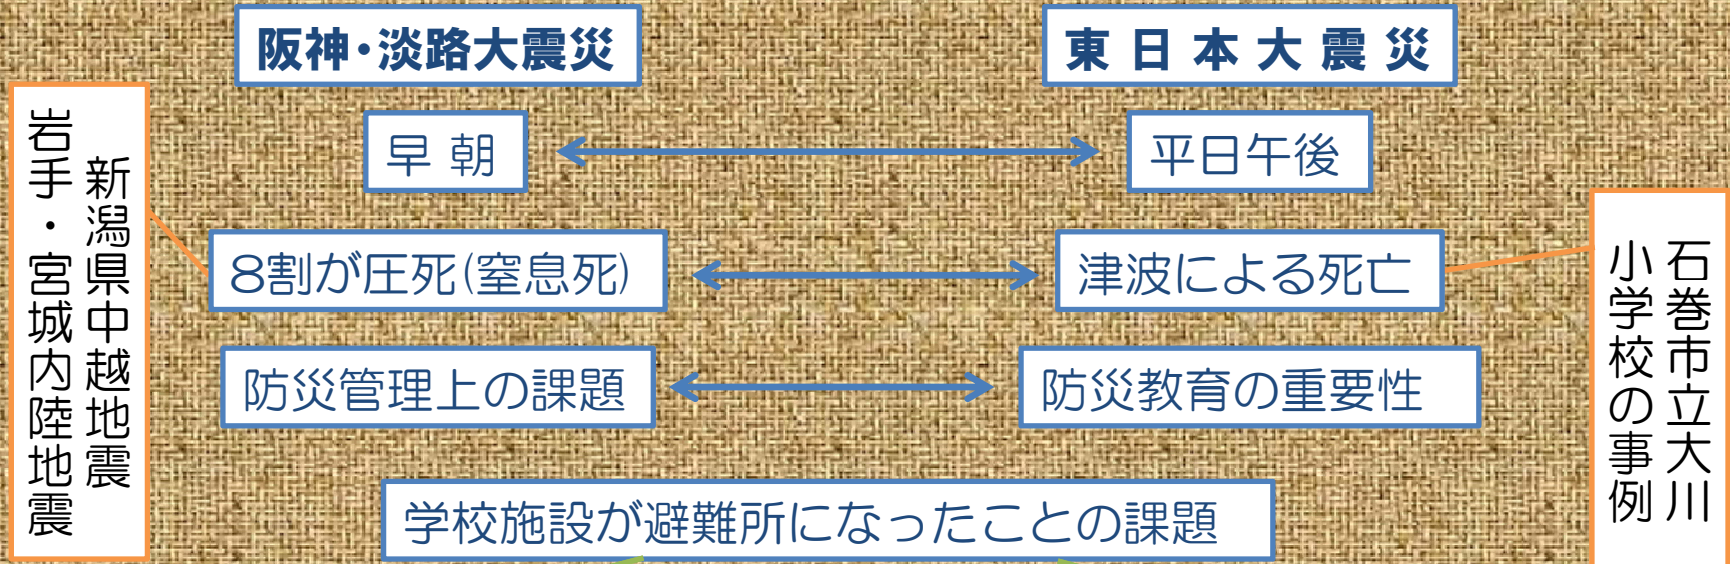 阪神・淡路大震災
東日本大震災
早朝
平日午後
8割が圧死(窒息死)
津波による死亡
防災管理上の課題
防災教育の重要性
学校施設が避難所になったことの課題
新潟県中越地震
岩手・宮城内陸地震
石巻市立大川
小学校の事例